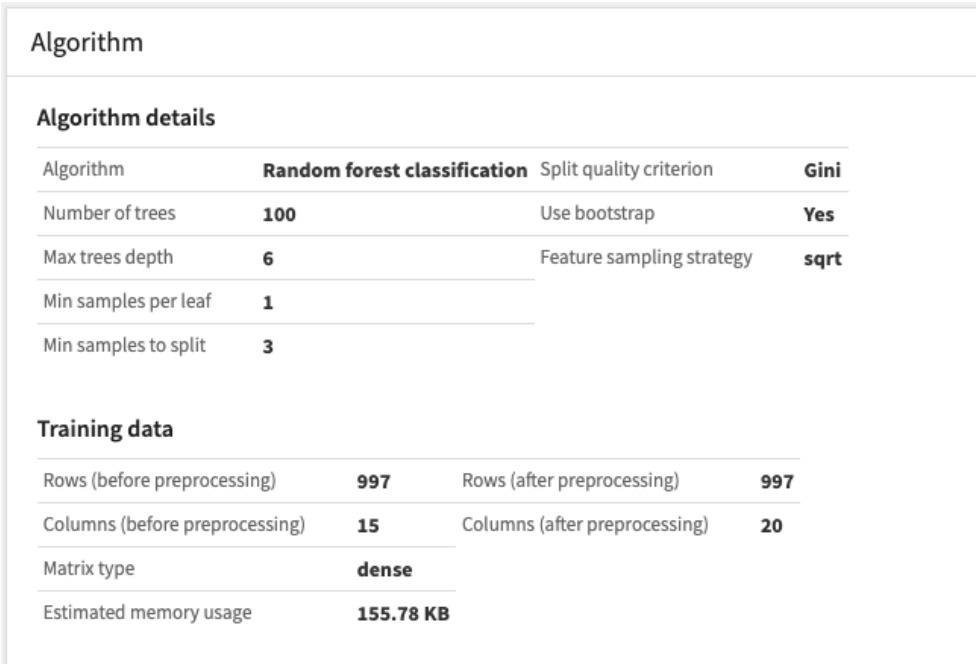 Algorithm
Algorithm details
Algorithm Random forest classification Split quality criterion Gini
Number of trees 100 Use bootstrap Yes
Max trees depth 6 Feature sampling strategy sqrt
Min samples per leaf 1
Min samples to split 3
Training data
Rows (before preprocessing) 997 Rows (after preprocessing) 997
Columns (before preprocessing) 15 Columns (after preprocessing) 20
Matrix type dense
Estimated memory usage 155.78 KB